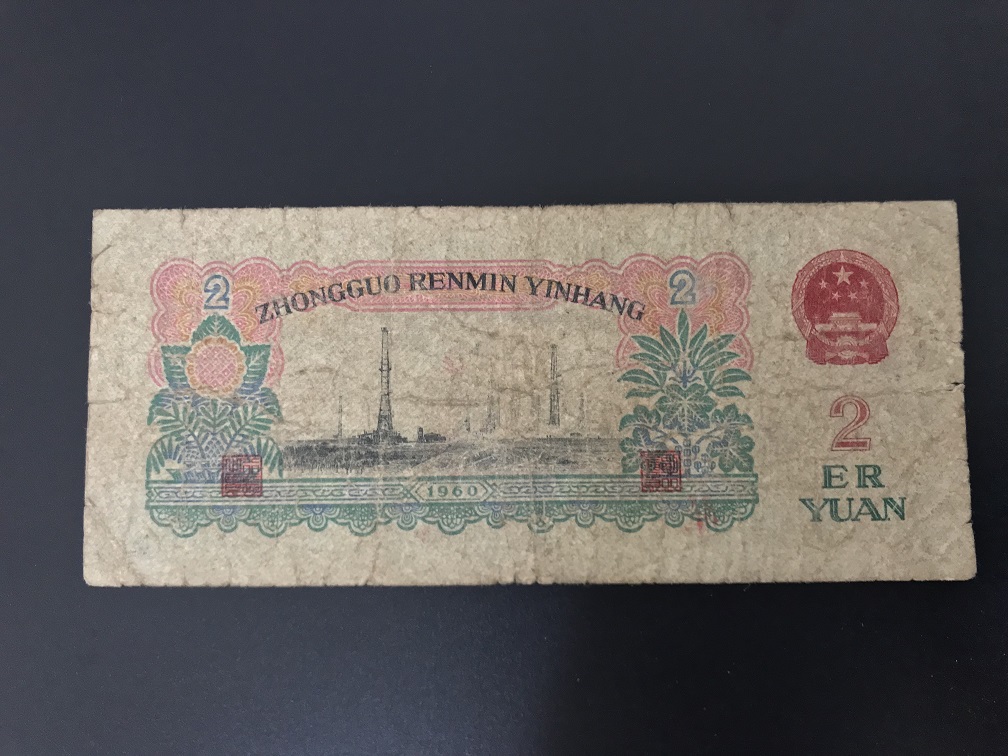 2
ZHONGGUO RENMIN YINHANG
2
1960
2
ER
YUAN